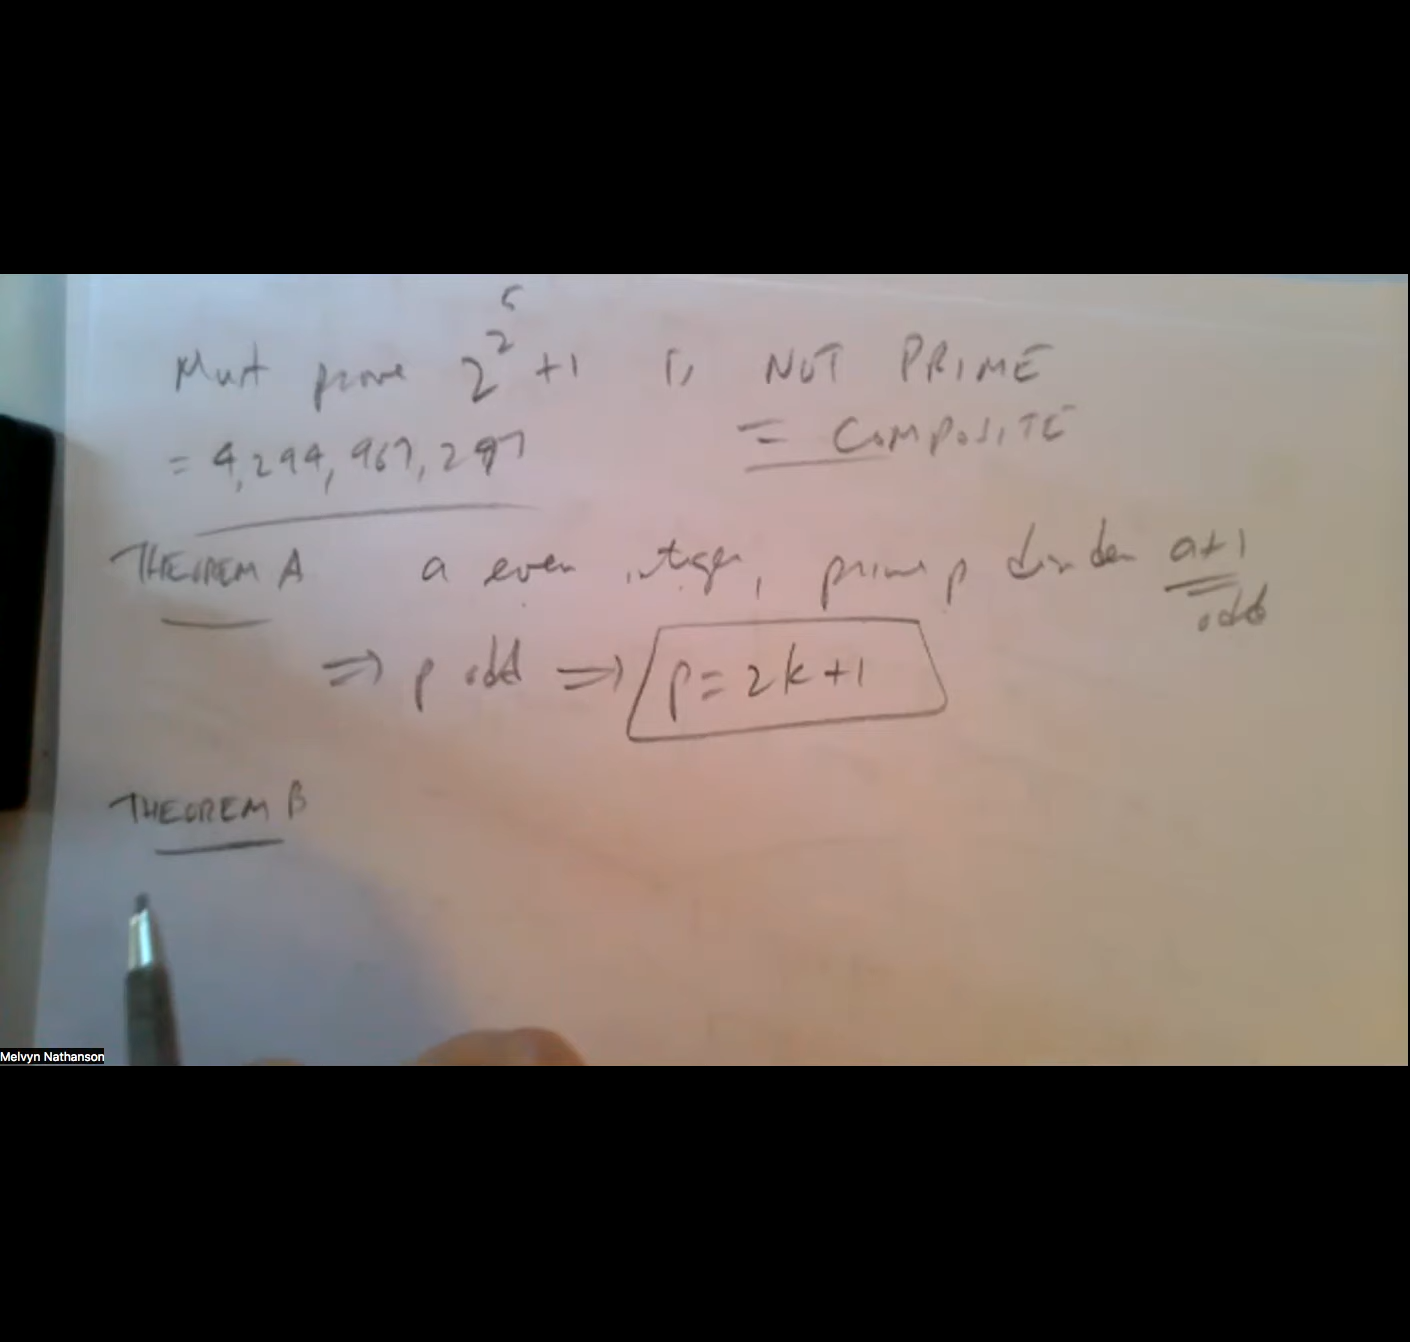 Must prove 2^2^5 + 1 is NOT PRIME
= 4,294,967,297 = COMPOSITE
THEOREM A a even integer, prime p divides a+1
odd
⇒ p odd ⇒ p = 2k+1
THEOREM B
Melvyn Nathanson